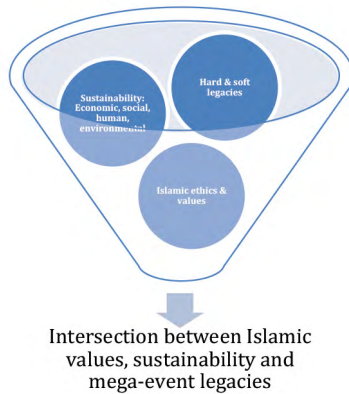 Sustainability:
Economic, social,
human,
environmental
Hard & soft
legacies
Islamic ethics &
values
Intersection between Islamic
values, sustainability and
mega-event legacies